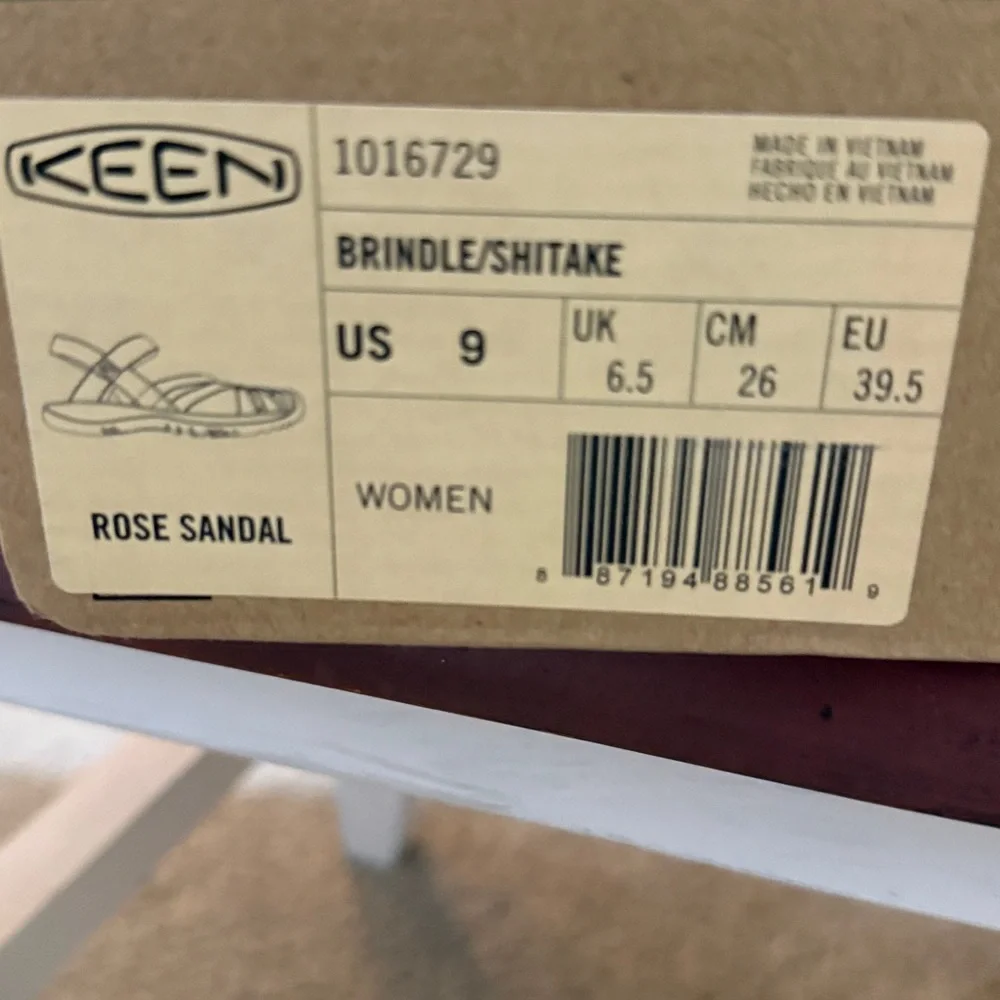 KEEN
1016729
MADE IN VIETNAM
FABRIQUE AU VIETNAM
HECHO EN VIETNAM
BRINDLE/SHITAKE
US 9
UK 6.5
CM 26
EU 39.5
ROSE SANDAL
WOMEN
8 87194 88561 9